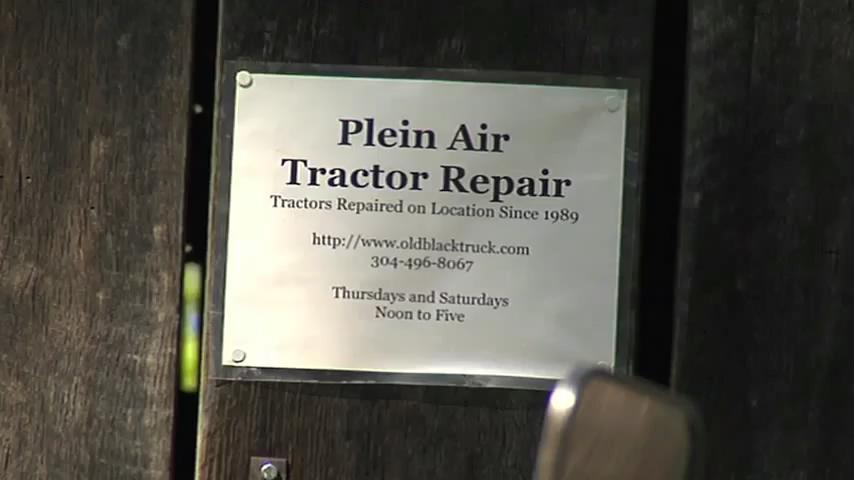 Plein Air
Tractor Repair
Tractors Repaired on Location Since 1989
http://www.oldblacktruck.com
304-496-8067
Thursdays and Saturdays
Noon to Five